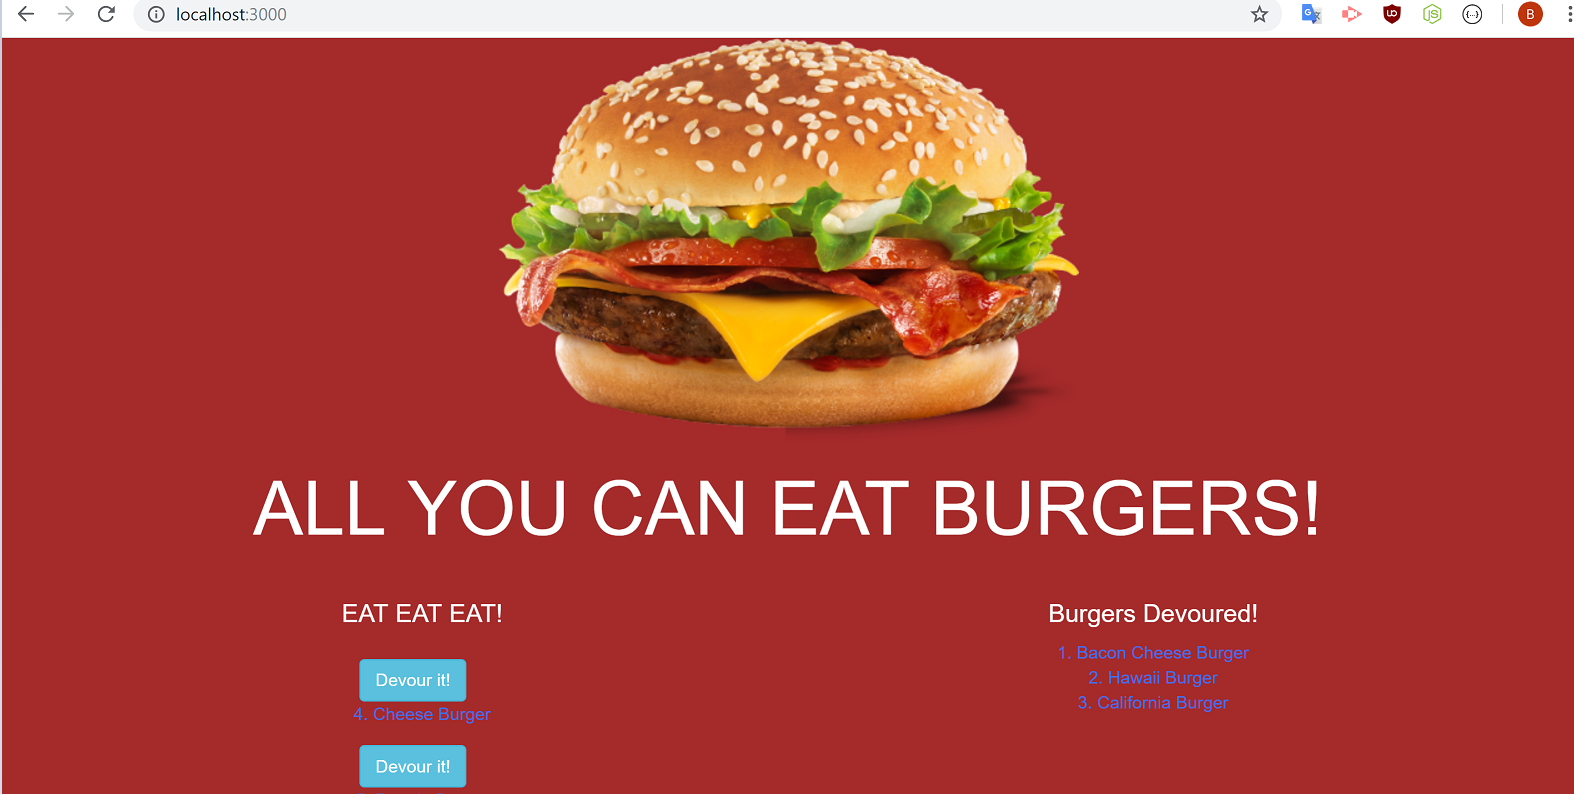 localhost:3000
B
ALL YOU CAN EAT BURGERS!
EAT EAT EAT!
Devour it!
4. Cheese Burger
Devour it!
Burgers Devoured!
1. Bacon Cheese Burger
2. Hawaii Burger
3. California Burger